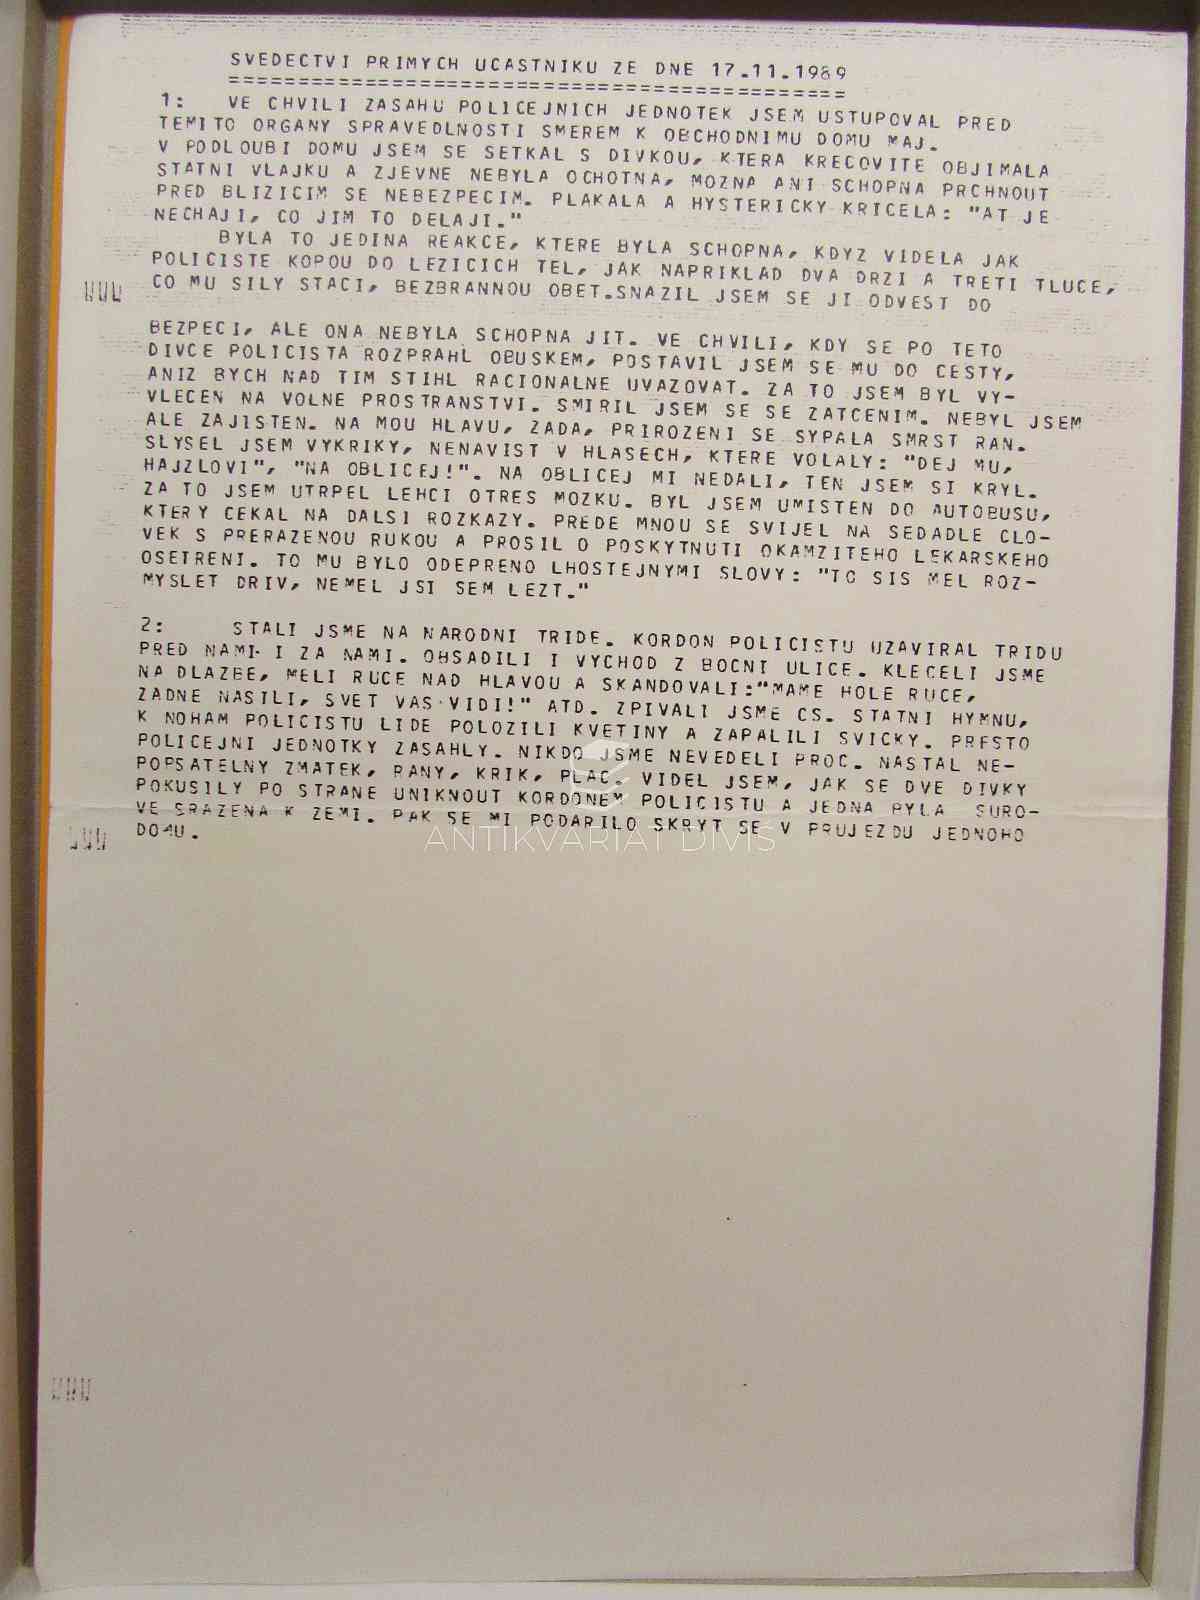 SVEDECTVI PRIMYCH UCASTNIKU ZE DNE 17.11.1989
=============================================
1: VE CHVILI ZASAHU POLICEJNICH JEDNOTEK JSEM USTUPOVAL PRED
TEMITO ORGANY SPRAVEDLNOSTI SMEREM K OBCHODNIMU DOMU MAJ.
V PODLOUBI DOMU JSEM SE SETKAL S DIVKOU, KTERA KRECOVITE OBJIMALA
STATNI VLAJKU A ZJEVNE NEBYLA OCHOTNA, MOZNA ANI SCHOPNA PRCHNOUT
PRED BLIZICIM SE NEBEZPECIM. PLAKALA A HYSTERICKY KRICELA: "AT JE
NECHAJI, CO JIM TO DELAJI."
BYLA TO JEDINA REAKCE, KTERE BYLA SCHOPNA, KDYZ VIDELA JAK
POLICISTE KOPOU DO LEZICICH TEL, JAK NAPRIKLAD DVA DRZI A TRETI TLUCE,
CO MU SILY STACI, BEZBRANNOU OBET.SNAZIL JSEM SE JI ODVEST DO
BEZPECI, ALE ONA NEBYLA SCHOPNA JIT. VE CHVILI, KDY SE PO TETO
DIVCE POLICISTA ROZPRAHL OBUSKEM, POSTAVIL JSEM SE MU DO CESTY,
ANIZ BYCH NAD TIM STIHL RACIONALNE UVAZOVAT. ZA TO JSEM BYL VY-
VLECEN NA VOLNE PROSTRANSTVI. SMIRIL JSEM SE SE ZATCENIM. NEBYL JSEM
ALE ZAJISTEN. NA MOU HLAVU, ZADA, PRIROZENI SE SYPALA SMRST RAN.
SLYSEL JSEM VYKRIKY, NENAVIST V HLASECH, KTERE VOLALY: "DEJ MU,
HAJZLOVI", "NA OBLICEJ!". NA OBLICEJ MI NEDALI, TEN JSEM SI KRYL.
ZA TO JSEM UTRPEL LEHCI OTRES MOZKU. BYL JSEM UMISTEN DO AUTOBUSU,
KTERY CEKAL NA DALSI ROZKAZY. PREDE MNOU SE SVIJEL NA SEDADLE CLO-
VEK S PRERAZENOU RUKOU A PROSIL O POSKYTNUTI OKAMZITEHO LEKARSKEHO
OSETRENI. TO MU BYLO ODEPRENO LHOSTEJNYMI SLOVY: "TO SIS MEL ROZ-
MYSLET DRIV, NEMEL JSI SEM LEZT."
2: STALI JSME NA NARODNI TRIDE. KORDON POLICISTU UZAVIRAL TRIDU
PRED NAMI I ZA NAMI. OBSADILI I VYCHOD Z BOCNI ULICE. KLECELI JSME
NA DLAZBE, MELI RUCE NAD HLAVOU A SKANDOVALI:"MAME HOLE RUCE,
ZADNE NASILI, SVET VAS VIDI!" ATD. ZPIVALI JSME CS. STATNI HYMNU,
K NOHAM POLICISTU LIDE POLOZILI KVETINY A ZAPALILI SVICKY. PRESTO
POLICEJNI JEDNOTKY ZASAHLY. NIKDO JSME NEVEDELI PROC. NASTAL NE-
POPSATELNY ZMATEK, RANY, KRIK, PLAC. VIDEL JSEM, JAK SE DVE DIVKY
POKUSILY PO STRANE UNIKNOUT KORDONEM POLICISTU A JEDNA BYLA SURO-
VE SRAZENA K ZEMI. PAK SE MI PODARILO SKRYT SE V PRUJEZDU JEDNOHO
DOMU.
ANTIKVARIAT DIVIS